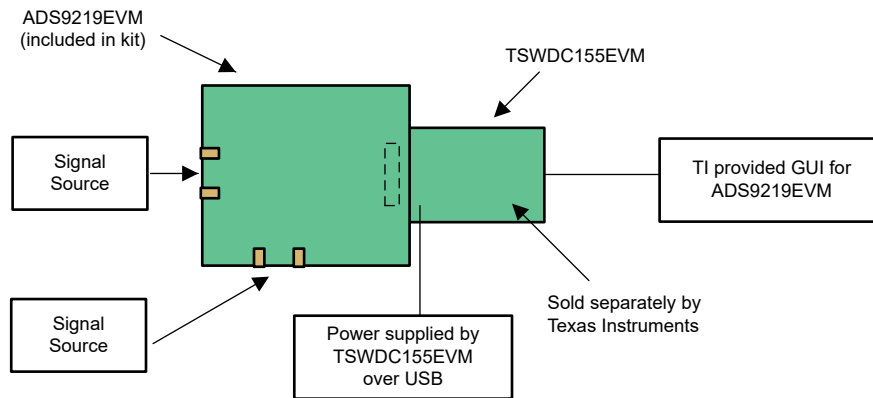 ADS9219EVM
(included in kit)
TSWDC155EVM
Signal
Source
TI provided GUI for
ADS9219EVM
Signal
Source
Power supplied by
TSWDC155EVM
over USB
Sold separately by
Texas Instruments